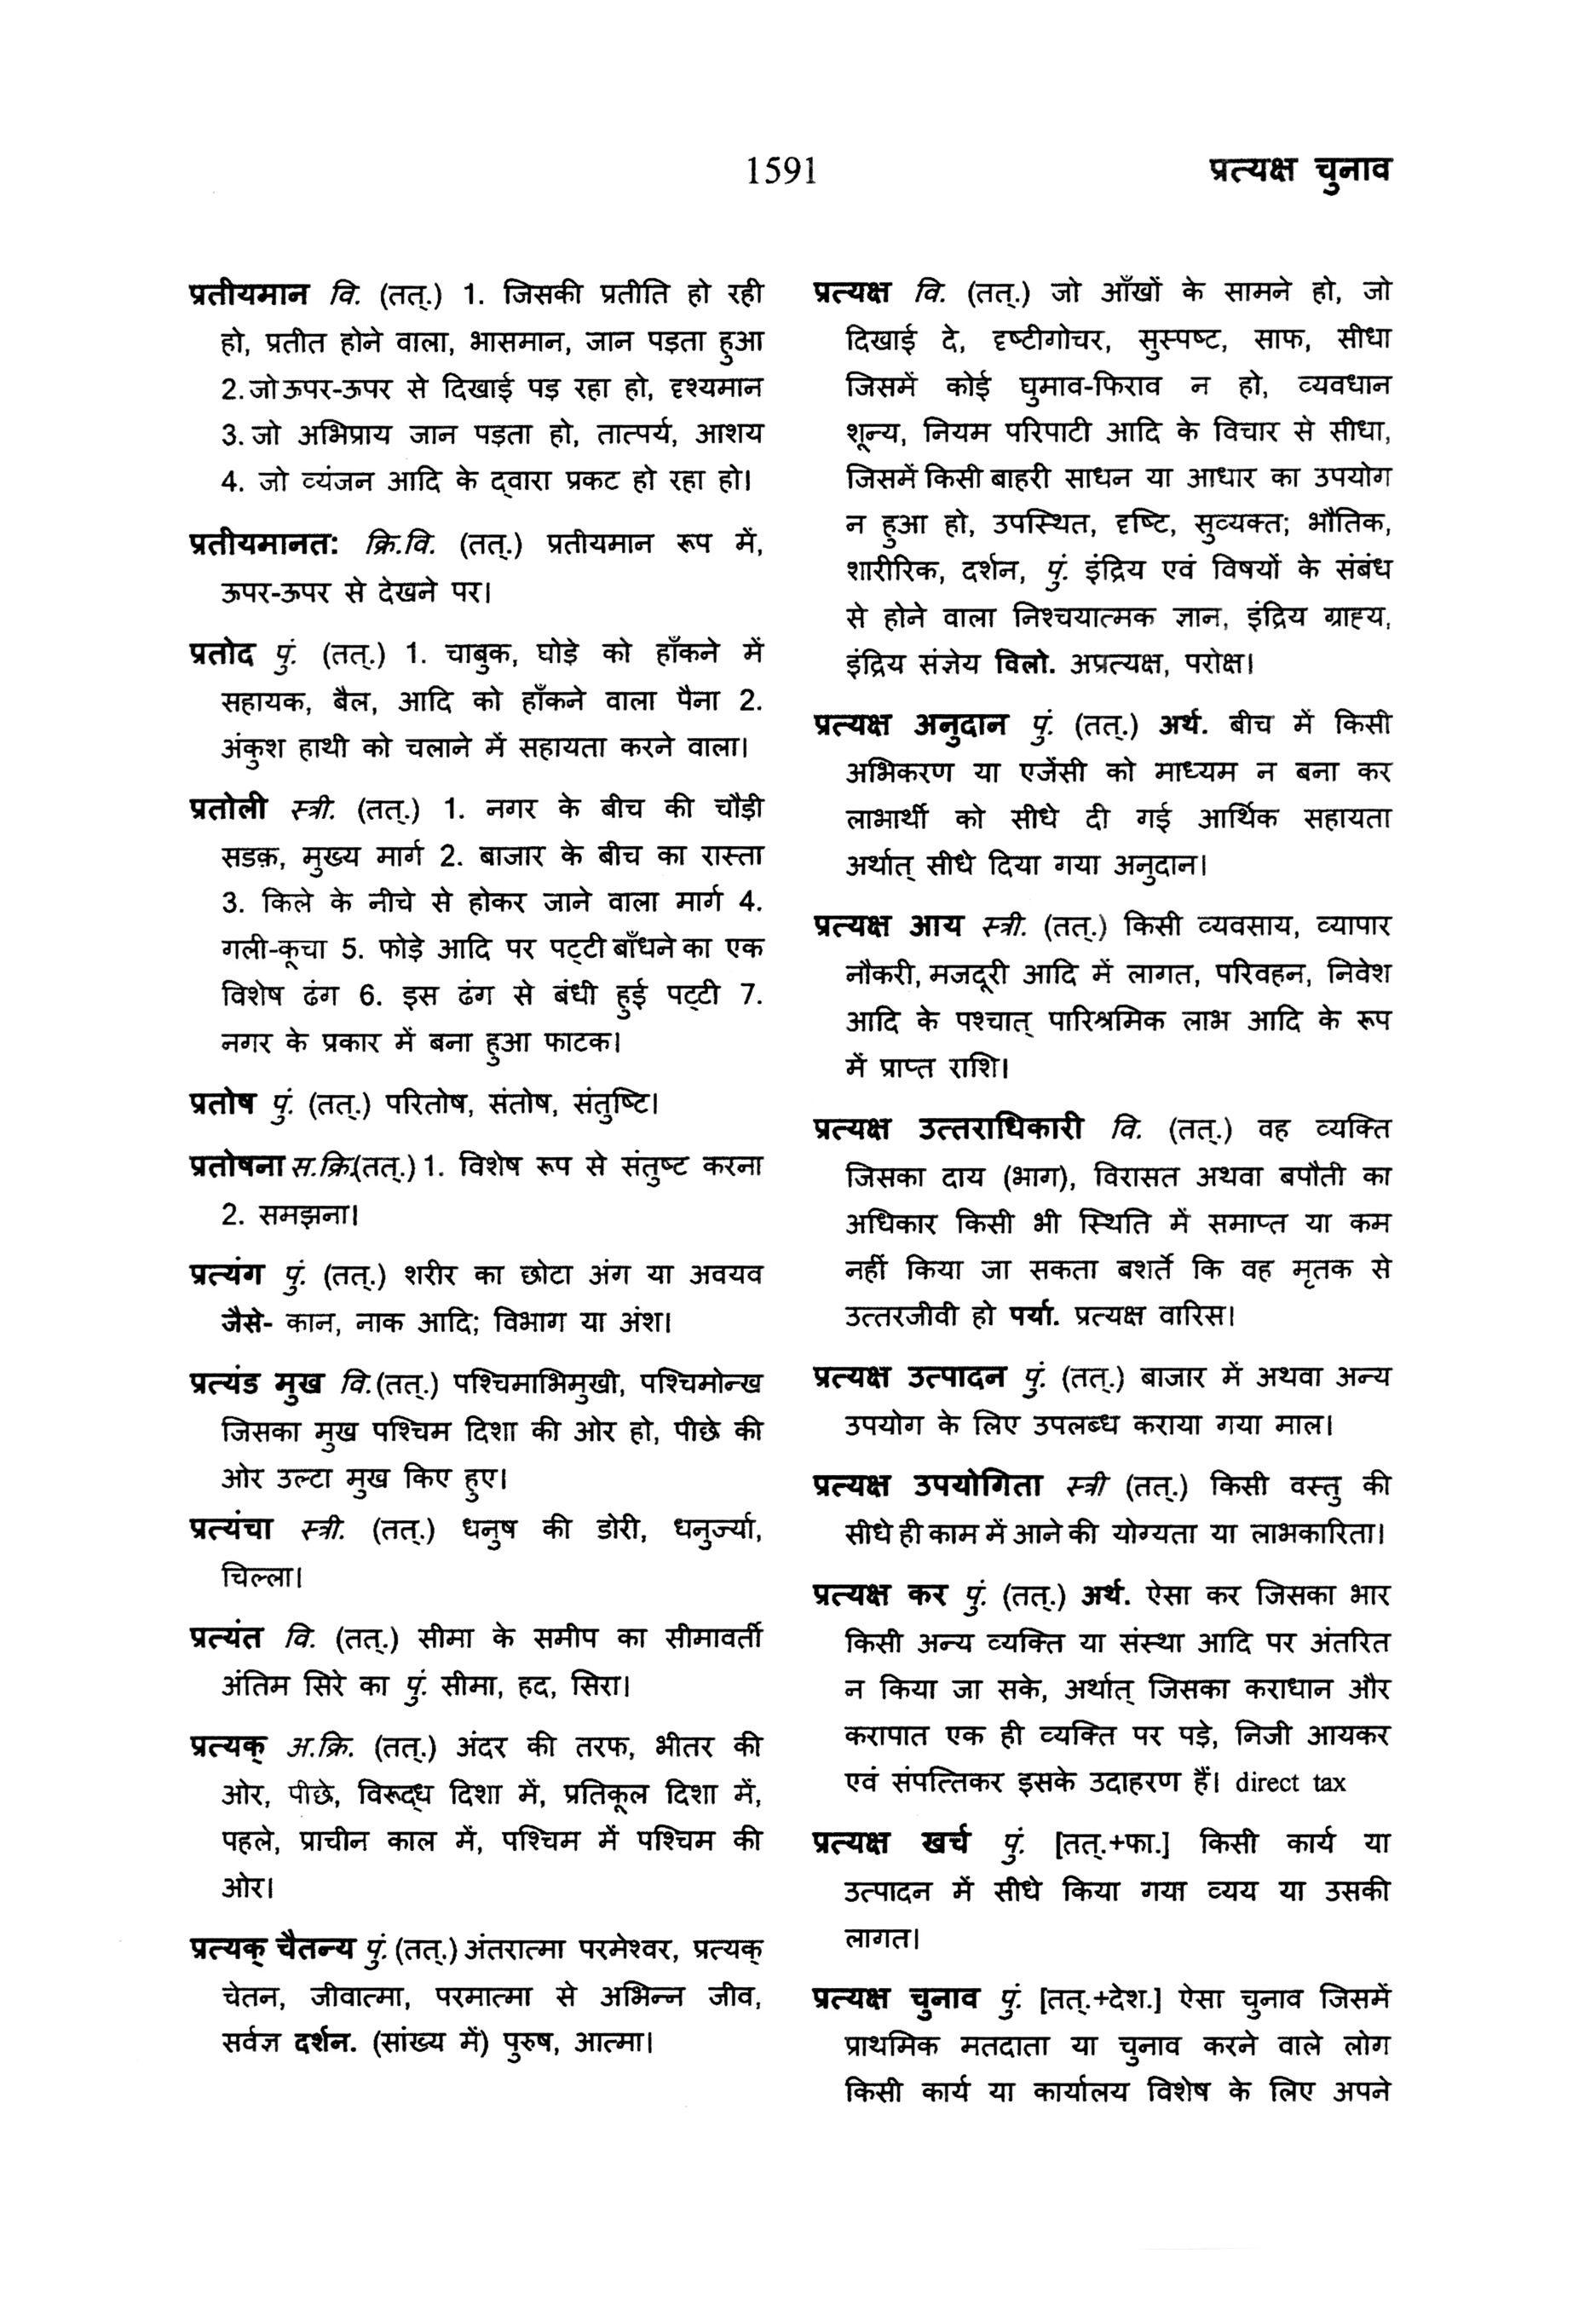 1591
प्रत्यक्ष चुनाव
प्रतीयमान वि. (तत्.) 1. जिसकी प्रतीति हो रही
हो, प्रतीत होने वाला, भासमान, जान पड़ता हुआ
2.जो ऊपर-ऊपर से दिखाई पड़ रहा हो, दृश्यमान
3. जो अभिप्राय जान पड़ता हो, तात्पर्य, आशय
4. जो व्यंजन आदि के द्वारा प्रकट हो रहा हो।
प्रतीयमानत: क्रि.वि. (तत्.) प्रतीयमान रूप में,
ऊपर-ऊपर से देखने पर।
प्रतोद पुं. (तत्.) 1. चाबुक, घोड़े को हाँकने में
सहायक, बैल, आदि को हाँकने वाला पैना 2.
अंकुश हाथी को चलाने में सहायता करने वाला।
प्रतोली स्त्री. (तत्.) 1. नगर के बीच की चौड़ी
सडक़, मुख्य मार्ग 2. बाजार के बीच का रास्ता
3. किले के नीचे से होकर जाने वाला मार्ग 4.
गली-कूचा 5. फोड़े आदि पर पट्टी बाँधने का एक
विशेष ढंग 6. इस ढंग से बंधी हुई पट्टी 7.
नगर के प्रकार में बना हुआ फाटक।
प्रतोष पुं. (तत्.) परितोष, संतोष, संतुष्टि।
प्रतोषना स.क्रि.(तत्.) 1. विशेष रूप से संतुष्ट करना
2. समझना।
प्रत्यंग पुं. (तत्.) शरीर का छोटा अंग या अवयव
जैसे- कान, नाक आदि; विभाग या अंश।
प्रत्यंड मुख वि.(तत्.) पश्चिमाभिमुखी, पश्चिमोन्ख
जिसका मुख पश्चिम दिशा की ओर हो, पीछे की
ओर उल्टा मुख किए हुए।
प्रत्यंचा स्त्री. (तत्.) धनुष की डोरी, धनुर्ज्या,
चिल्ला।
प्रत्यंत वि. (तत्.) सीमा के समीप का सीमावर्ती
अंतिम सिरे का पुं. सीमा, हद, सिरा।
प्रत्यक् अ.क्रि. (तत्.) अंदर की तरफ, भीतर की
ओर, पीछे, विरूद्ध दिशा में, प्रतिकूल दिशा में,
पहले, प्राचीन काल में, पश्चिम में पश्चिम की
ओर।
प्रत्यक् चैतन्य पुं. (तत्.) अंतरात्मा परमेश्वर, प्रत्यक्
चेतन, जीवात्मा, परमात्मा से अभिन्न जीव,
सर्वज्ञ दर्शन. (सांख्य में) पुरुष, आत्मा।
प्रत्यक्ष वि. (तत्.) जो आँखों के सामने हो, जो
दिखाई दे, दृष्टीगोचर, सुस्पष्ट, साफ, सीधा
जिसमें कोई घुमाव-फिराव न हो, व्यवधान
शून्य, नियम परिपाटी आदि के विचार से सीधा,
जिसमें किसी बाहरी साधन या आधार का उपयोग
न हुआ हो, उपस्थित, दृष्टि, सुव्यक्त; भौतिक,
शारीरिक, दर्शन, पुं. इंद्रिय एवं विषयों के संबंध
से होने वाला निश्चयात्मक ज्ञान, इंद्रिय ग्राह्य,
इंद्रिय संज्ञेय विलो. अप्रत्यक्ष, परोक्ष।
प्रत्यक्ष अनुदान पुं. (तत्.) अर्थ. बीच में किसी
अभिकरण या एजेंसी को माध्यम न बना कर
लाभार्थी को सीधे दी गई आर्थिक सहायता
अर्थात् सीधे दिया गया अनुदान।
प्रत्यक्ष आय स्त्री. (तत्.) किसी व्यवसाय, व्यापार
नौकरी, मजदूरी आदि में लागत, परिवहन, निवेश
आदि के पश्चात् पारिश्रमिक लाभ आदि के रूप
में प्राप्त राशि।
प्रत्यक्ष उत्तराधिकारी वि. (तत्.) वह व्यक्ति
जिसका दाय (भाग), विरासत अथवा बपौती का
अधिकार किसी भी स्थिति में समाप्त या कम
नहीं किया जा सकता बशर्ते कि वह मृतक से
उत्तरजीवी हो पर्या. प्रत्यक्ष वारिस।
प्रत्यक्ष उत्पादन पुं. (तत्.) बाजार में अथवा अन्य
उपयोग के लिए उपलब्ध कराया गया माल।
प्रत्यक्ष उपयोगिता स्त्री (तत्.) किसी वस्तु की
सीधे ही काम में आने की योग्यता या लाभकारिता।
प्रत्यक्ष कर पुं. (तत्.) अर्थ. ऐसा कर जिसका भार
किसी अन्य व्यक्ति या संस्था आदि पर अंतरित
न किया जा सके, अर्थात् जिसका कराधान और
करापात एक ही व्यक्ति पर पड़े, निजी आयकर
एवं संपत्तिकर इसके उदाहरण हैं। direct tax
प्रत्यक्ष खर्च पुं. [तत्.+फा.] किसी कार्य या
उत्पादन में सीधे किया गया व्यय या उसकी
लागत।
प्रत्यक्ष चुनाव पुं. [तत्.+देश.] ऐसा चुनाव जिसमें
प्राथमिक मतदाता या चुनाव करने वाले लोग
किसी कार्य या कार्यालय विशेष के लिए अपने